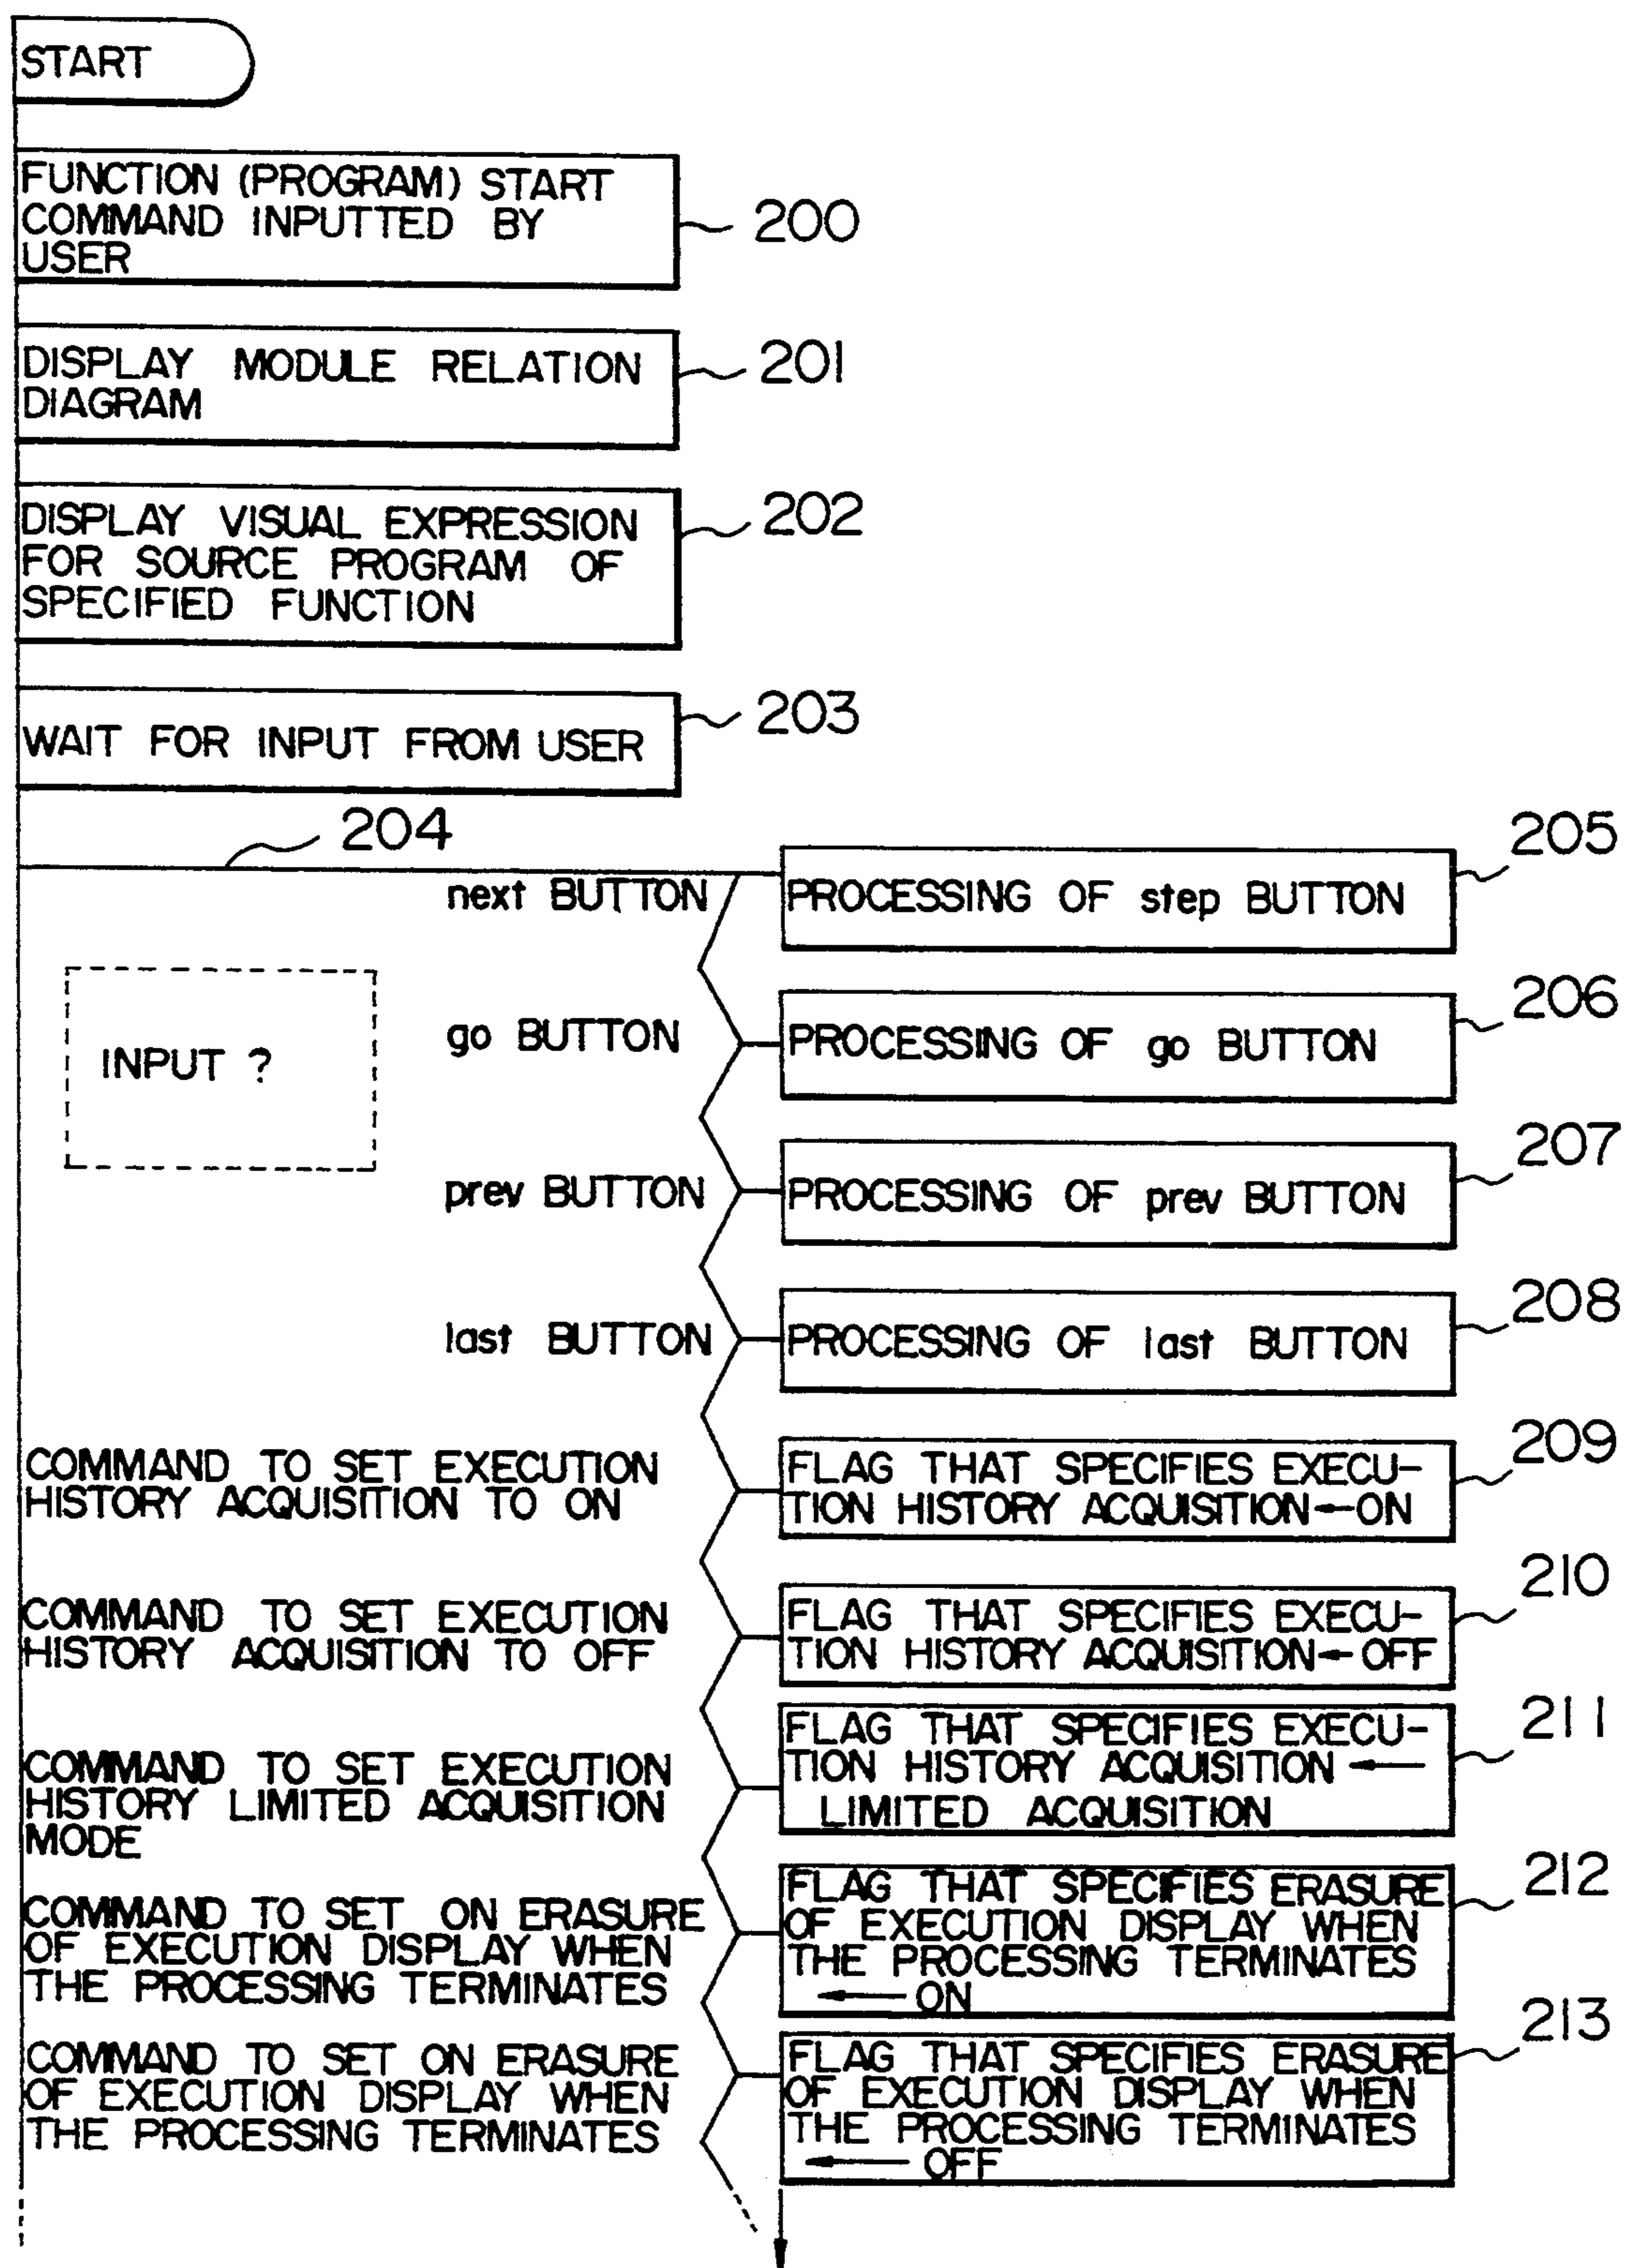 START
FUNCTION (PROGRAM) START
COMMAND INPUTTED BY
USER
200
DISPLAY MODULE RELATION
DIAGRAM
201
DISPLAY VISUAL EXPRESSION
FOR SOURCE PROGRAM OF
SPECIFIED FUNCTION
202
WAIT FOR INPUT FROM USER
203
204
INPUT ?
next BUTTON
PROCESSING OF step BUTTON
205
go BUTTON
PROCESSING OF go BUTTON
206
prev BUTTON
PROCESSING OF prev BUTTON
207
last BUTTON
PROCESSING OF last BUTTON
208
COMMAND TO SET EXECUTION
HISTORY ACQUISITION TO ON
FLAG THAT SPECIFIES EXECU-
TION HISTORY ACQUISITION←ON
209
COMMAND TO SET EXECUTION
HISTORY ACQUISITION TO OFF
FLAG THAT SPECIFIES EXECU-
TION HISTORY ACQUISITION←OFF
210
COMMAND TO SET EXECUTION
HISTORY LIMITED ACQUISITION
MODE
FLAG THAT SPECIFIES EXECU-
TION HISTORY ACQUISITION ←
LIMITED ACQUISITION
211
COMMAND TO SET ON ERASURE
OF EXECUTION DISPLAY WHEN
THE PROCESSING TERMINATES
FLAG THAT SPECIFIES ERASURE
OF EXECUTION DISPLAY WHEN
THE PROCESSING TERMINATES
← ON
212
COMMAND TO SET ON ERASURE
OF EXECUTION DISPLAY WHEN
THE PROCESSING TERMINATES
FLAG THAT SPECIFIES ERASURE
OF EXECUTION DISPLAY WHEN
THE PROCESSING TERMINATES
← OFF
213